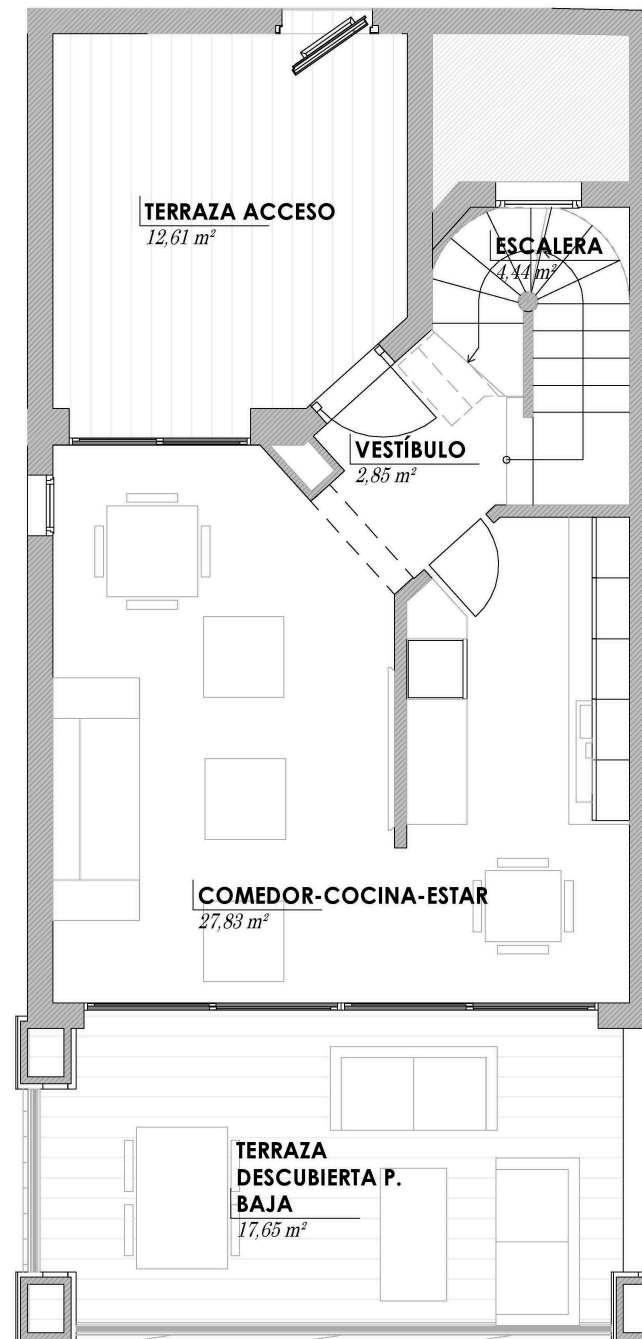 TERRAZA ACCESO
12,61 m²
ESCALERA
4,44 m²
VESTÍBULO
2,85 m²
COMEDOR-COCINA-ESTAR
27,83 m²
TERRAZA
DESCUBIERTA P.
BAJA
17,65 m²